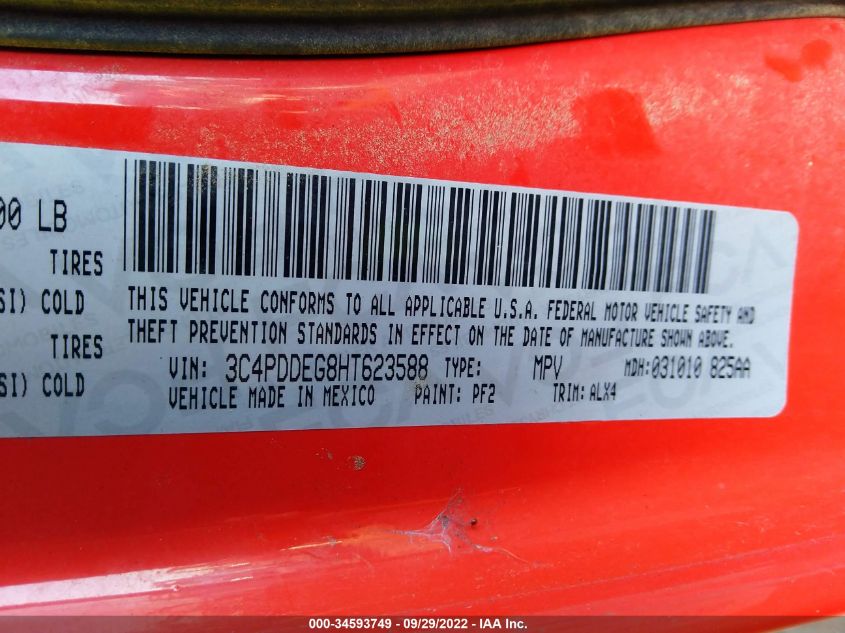 00 LB
TIRES
SI) COLD
TIRES
SI) COLD
THIS VEHICLE CONFORMS TO ALL APPLICABLE U.S.A. FEDERAL MOTOR VEHICLE SAFETY AND
THEFT PREVENTION STANDARDS IN EFFECT ON THE DATE OF MANUFACTURE SHOWN ABOVE.
VIN: 3C4PDDEG8HT623588 TYPE: MPV MDH:031010 825AA
VEHICLE MADE IN MEXICO PAINT: PF2 TRIM: ALX4
000-34593749 — 09/29/2022 — IAA Inc.